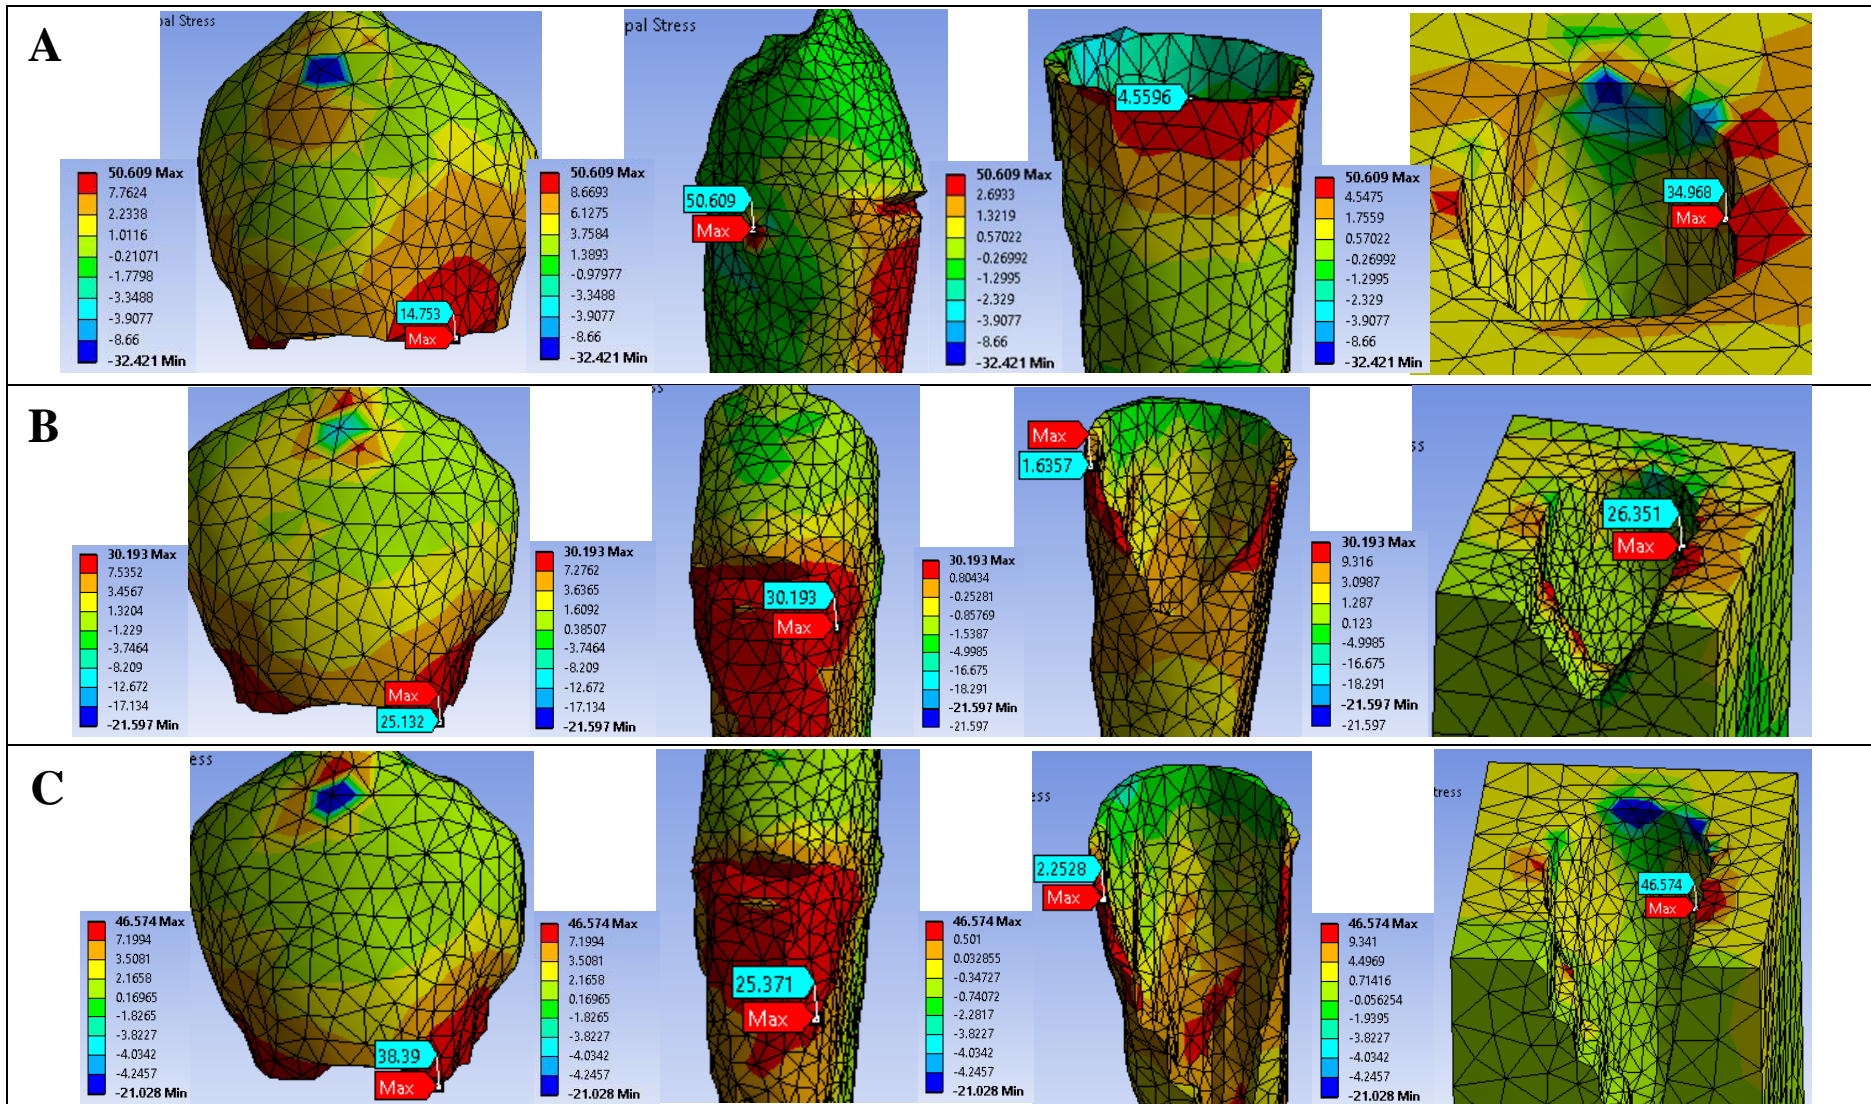 A
pal Stress
50.609 Max
7.7624
2.2338
1.0116
-0.21071
-1.7798
-3.3488
-3.9077
-8.66
-32.421 Min
14.753
Max
pal Stress
50.609 Max
8.6693
6.1275
3.7584
1.3893
-0.97977
-3.3488
-3.9077
-8.66
-32.421 Min
50.609
Max
50.609 Max
2.6933
1.3219
0.57022
-0.26992
-1.2995
-2.329
-3.9077
-8.66
-32.421 Min
4.5596
50.609 Max
4.5475
1.7559
0.57022
-0.26992
-1.2995
-2.329
-3.9077
-8.66
-32.421 Min
34.968
Max
B
30.193 Max
7.5352
3.4567
1.3204
-1.229
-3.7464
-8.209
-12.672
-17.134
-21.597 Min
Max
25.132
ss
30.193 Max
7.2762
3.6365
1.6092
0.38507
-3.7464
-8.209
-12.672
-17.134
-21.597 Min
30.193
Max
30.193 Max
0.80434
-0.25281
-0.85769
-1.5387
-4.9985
-16.675
-18.291
-21.597 Min
-21.597
Max
1.6357
30.193 Max
9.316
3.0987
1.287
0.123
-4.9985
-16.675
-18.291
-21.597 Min
-21.597
ss
26.351
Max
C
ess
46.574 Max
7.1994
3.5081
2.1658
0.16965
-1.8265
-3.8227
-4.0342
-4.2457
-21.028 Min
38.39
Max
46.574 Max
7.1994
3.5081
2.1658
0.16965
-1.8265
-3.8227
-4.0342
-4.2457
-21.028 Min
25.371
Max
ess
46.574 Max
0.501
0.032855
-0.34727
-0.74072
-2.2817
-3.8227
-4.0342
-4.2457
-21.028 Min
2.2528
Max
46.574 Max
9.341
4.4969
0.71416
-0.056254
-1.9395
-3.8227
-4.0342
-4.2457
-21.028 Min
tress
46.574
Max